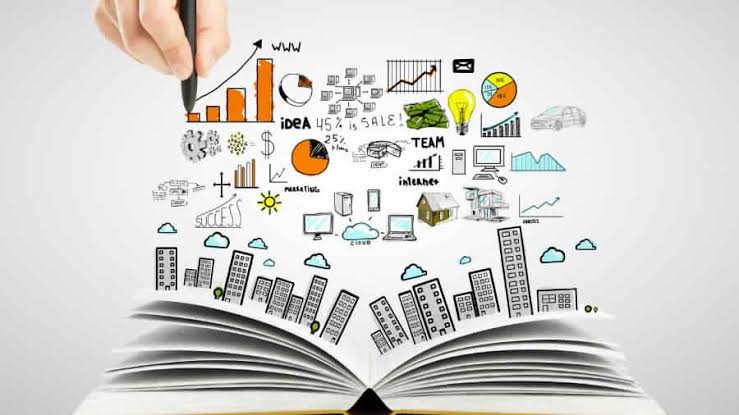 WWW
iDEA
45% is SALE!
25%
TEAM
MARKETING
internet
SUCCESS
CLOUD